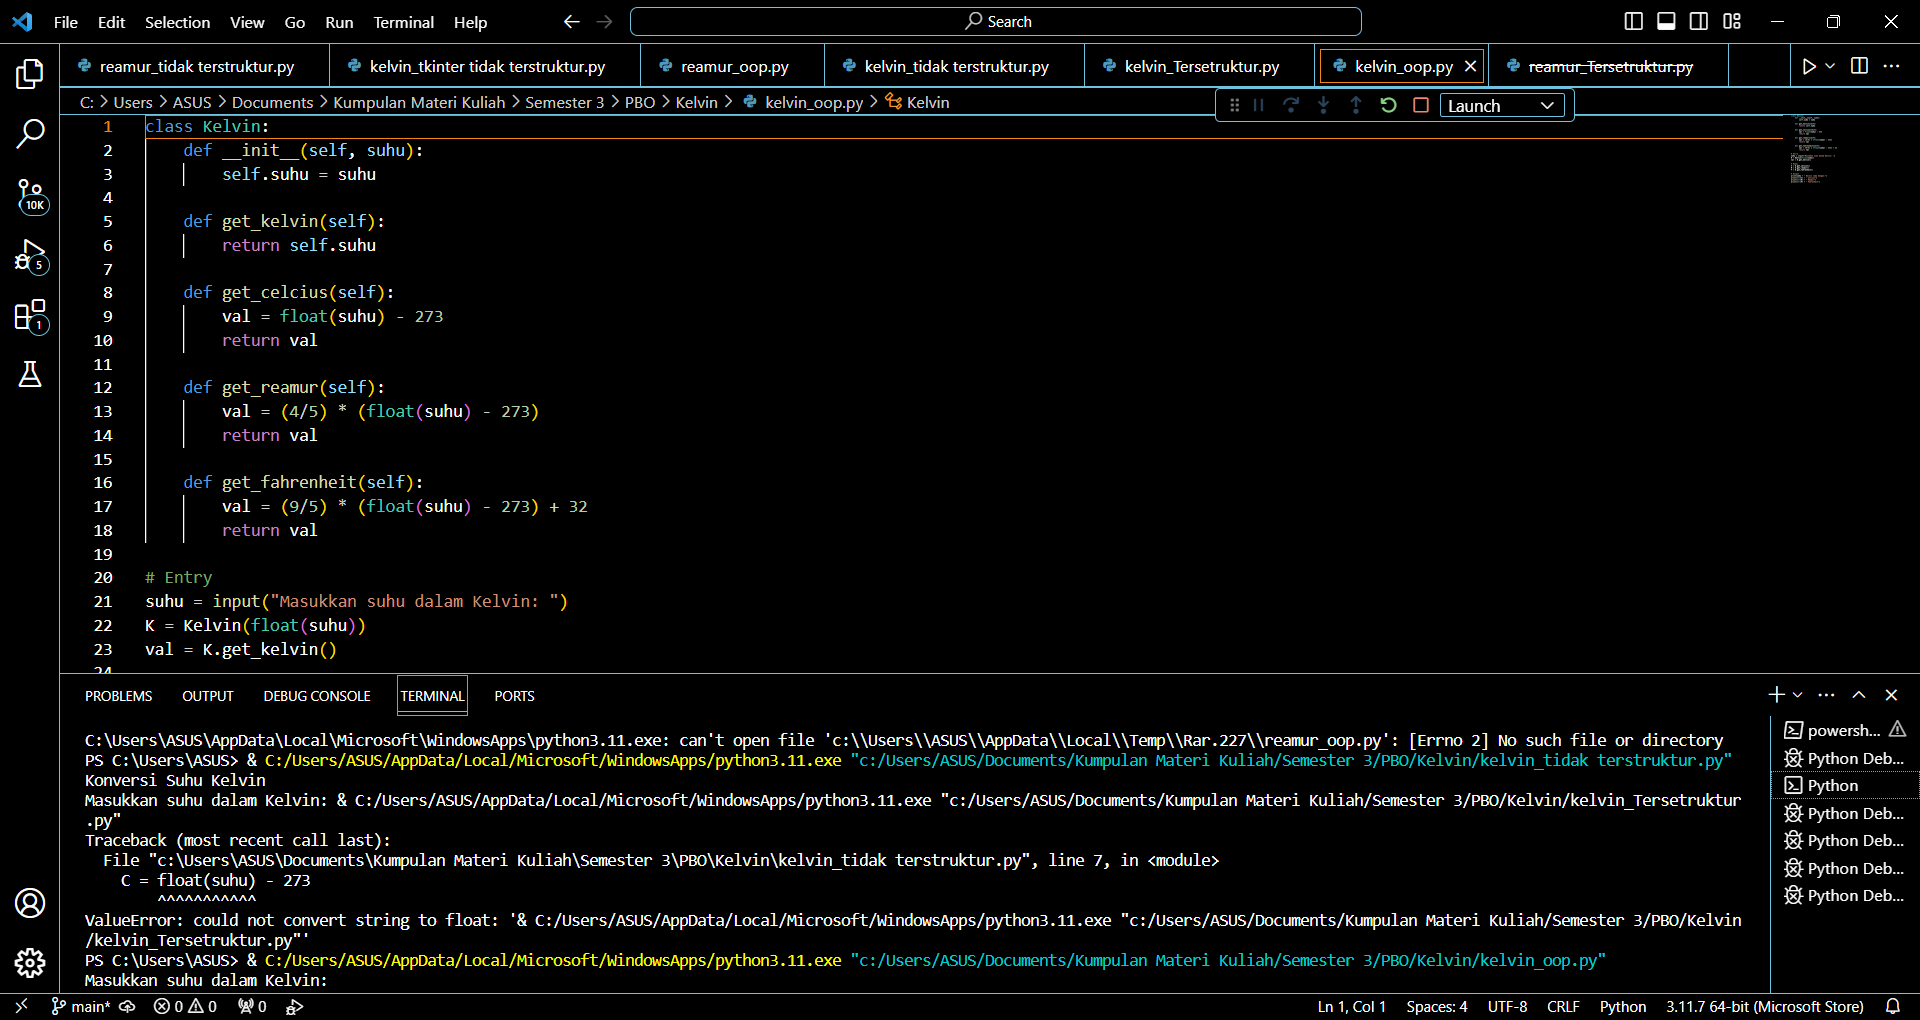 File Edit Selection View Go Run Terminal Help
Search
reamur_tidak terstruktur.py kelvin_tkinter tidak terstruktur.py reamur_oop.py kelvin_tidak terstruktur.py kelvin_Tersetruktur.py kelvin_oop.py reamur_Tersetruktur.py
C: > Users > ASUS > Documents > Kumpulan Materi Kuliah > Semester 3 > PBO > Kelvin > kelvin_oop.py > Kelvin
Launch
10K
5
1
1 class Kelvin:
2     def __init__(self, suhu):
3         self.suhu = suhu
4
5     def get_kelvin(self):
6         return self.suhu
7
8     def get_celcius(self):
9         val = float(suhu) - 273
10         return val
11
12     def get_reamur(self):
13         val = (4/5) * (float(suhu) - 273)
14         return val
15
16     def get_fahrenheit(self):
17         val = (9/5) * (float(suhu) - 273) + 32
18         return val
19
20 # Entry
21 suhu = input("Masukkan suhu dalam Kelvin: ")
22 K = Kelvin(float(suhu))
23 val = K.get_kelvin()
24
PROBLEMS OUTPUT DEBUG CONSOLE TERMINAL PORTS
C:\Users\ASUS\AppData\Local\Microsoft\WindowsApps\python3.11.exe: can't open file 'c:\\Users\\ASUS\\AppData\\Local\\Temp\\Rar.227\\reamur_oop.py': [Errno 2] No such file or directory
PS C:\Users\ASUS> & C:/Users/ASUS/AppData/Local/Microsoft/WindowsApps/python3.11.exe "c:/Users/ASUS/Documents/Kumpulan Materi Kuliah/Semester 3/PBO/Kelvin/kelvin_tidak terstruktur.py"
Konversi Suhu Kelvin
Masukkan suhu dalam Kelvin: & C:/Users/ASUS/AppData/Local/Microsoft/WindowsApps/python3.11.exe "c:/Users/ASUS/Documents/Kumpulan Materi Kuliah/Semester 3/PBO/Kelvin/kelvin_Tersetruktur
.py"
Traceback (most recent call last):
  File "c:\Users\ASUS\Documents\Kumpulan Materi Kuliah\Semester 3\PBO\Kelvin\kelvin_tidak terstruktur.py", line 7, in <module>
    C = float(suhu) - 273
        ^^^^^^^^^^^
ValueError: could not convert string to float: '& C:/Users/ASUS/AppData/Local/Microsoft/WindowsApps/python3.11.exe "c:/Users/ASUS/Documents/Kumpulan Materi Kuliah/Semester 3/PBO/Kelvin
/kelvin_Tersetruktur.py"'
PS C:\Users\ASUS> & C:/Users/ASUS/AppData/Local/Microsoft/WindowsApps/python3.11.exe "c:/Users/ASUS/Documents/Kumpulan Materi Kuliah/Semester 3/PBO/Kelvin/kelvin_oop.py"
Masukkan suhu dalam Kelvin:
powersh...
Python Deb...
Python
Python Deb...
Python Deb...
Python Deb...
Python Deb...
main* 0 0 0 Ln 1, Col 1 Spaces: 4 UTF-8 CRLF Python 3.11.7 64-bit (Microsoft Store)